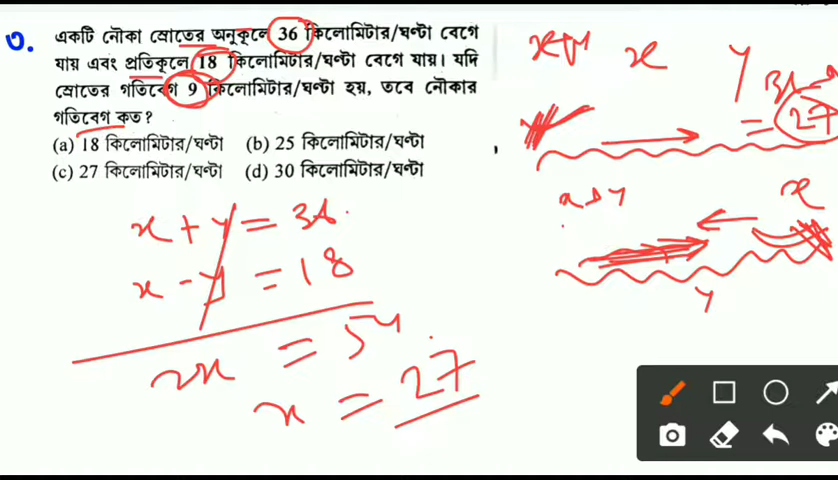 ৩. একটি নৌকা স্রোতের অনুকূলে 36 কিলোমিটার/ঘণ্টা বেগে
যায় এবং প্রতিকূলে 18 কিলোমিটার/ঘণ্টা বেগে যায়। যদি
স্রোতের গতিবেগ 9 কিলোমিটার/ঘণ্টা হয়, তবে নৌকার
গতিবেগ কত?
(a) 18 কিলোমিটার/ঘণ্টা (b) 25 কিলোমিটার/ঘণ্টা
(c) 27 কিলোমিটার/ঘণ্টা (d) 30 কিলোমিটার/ঘণ্টা
x + y = 36
x - y = 18
2x = 54
x = 27
x y
= 27
x
y